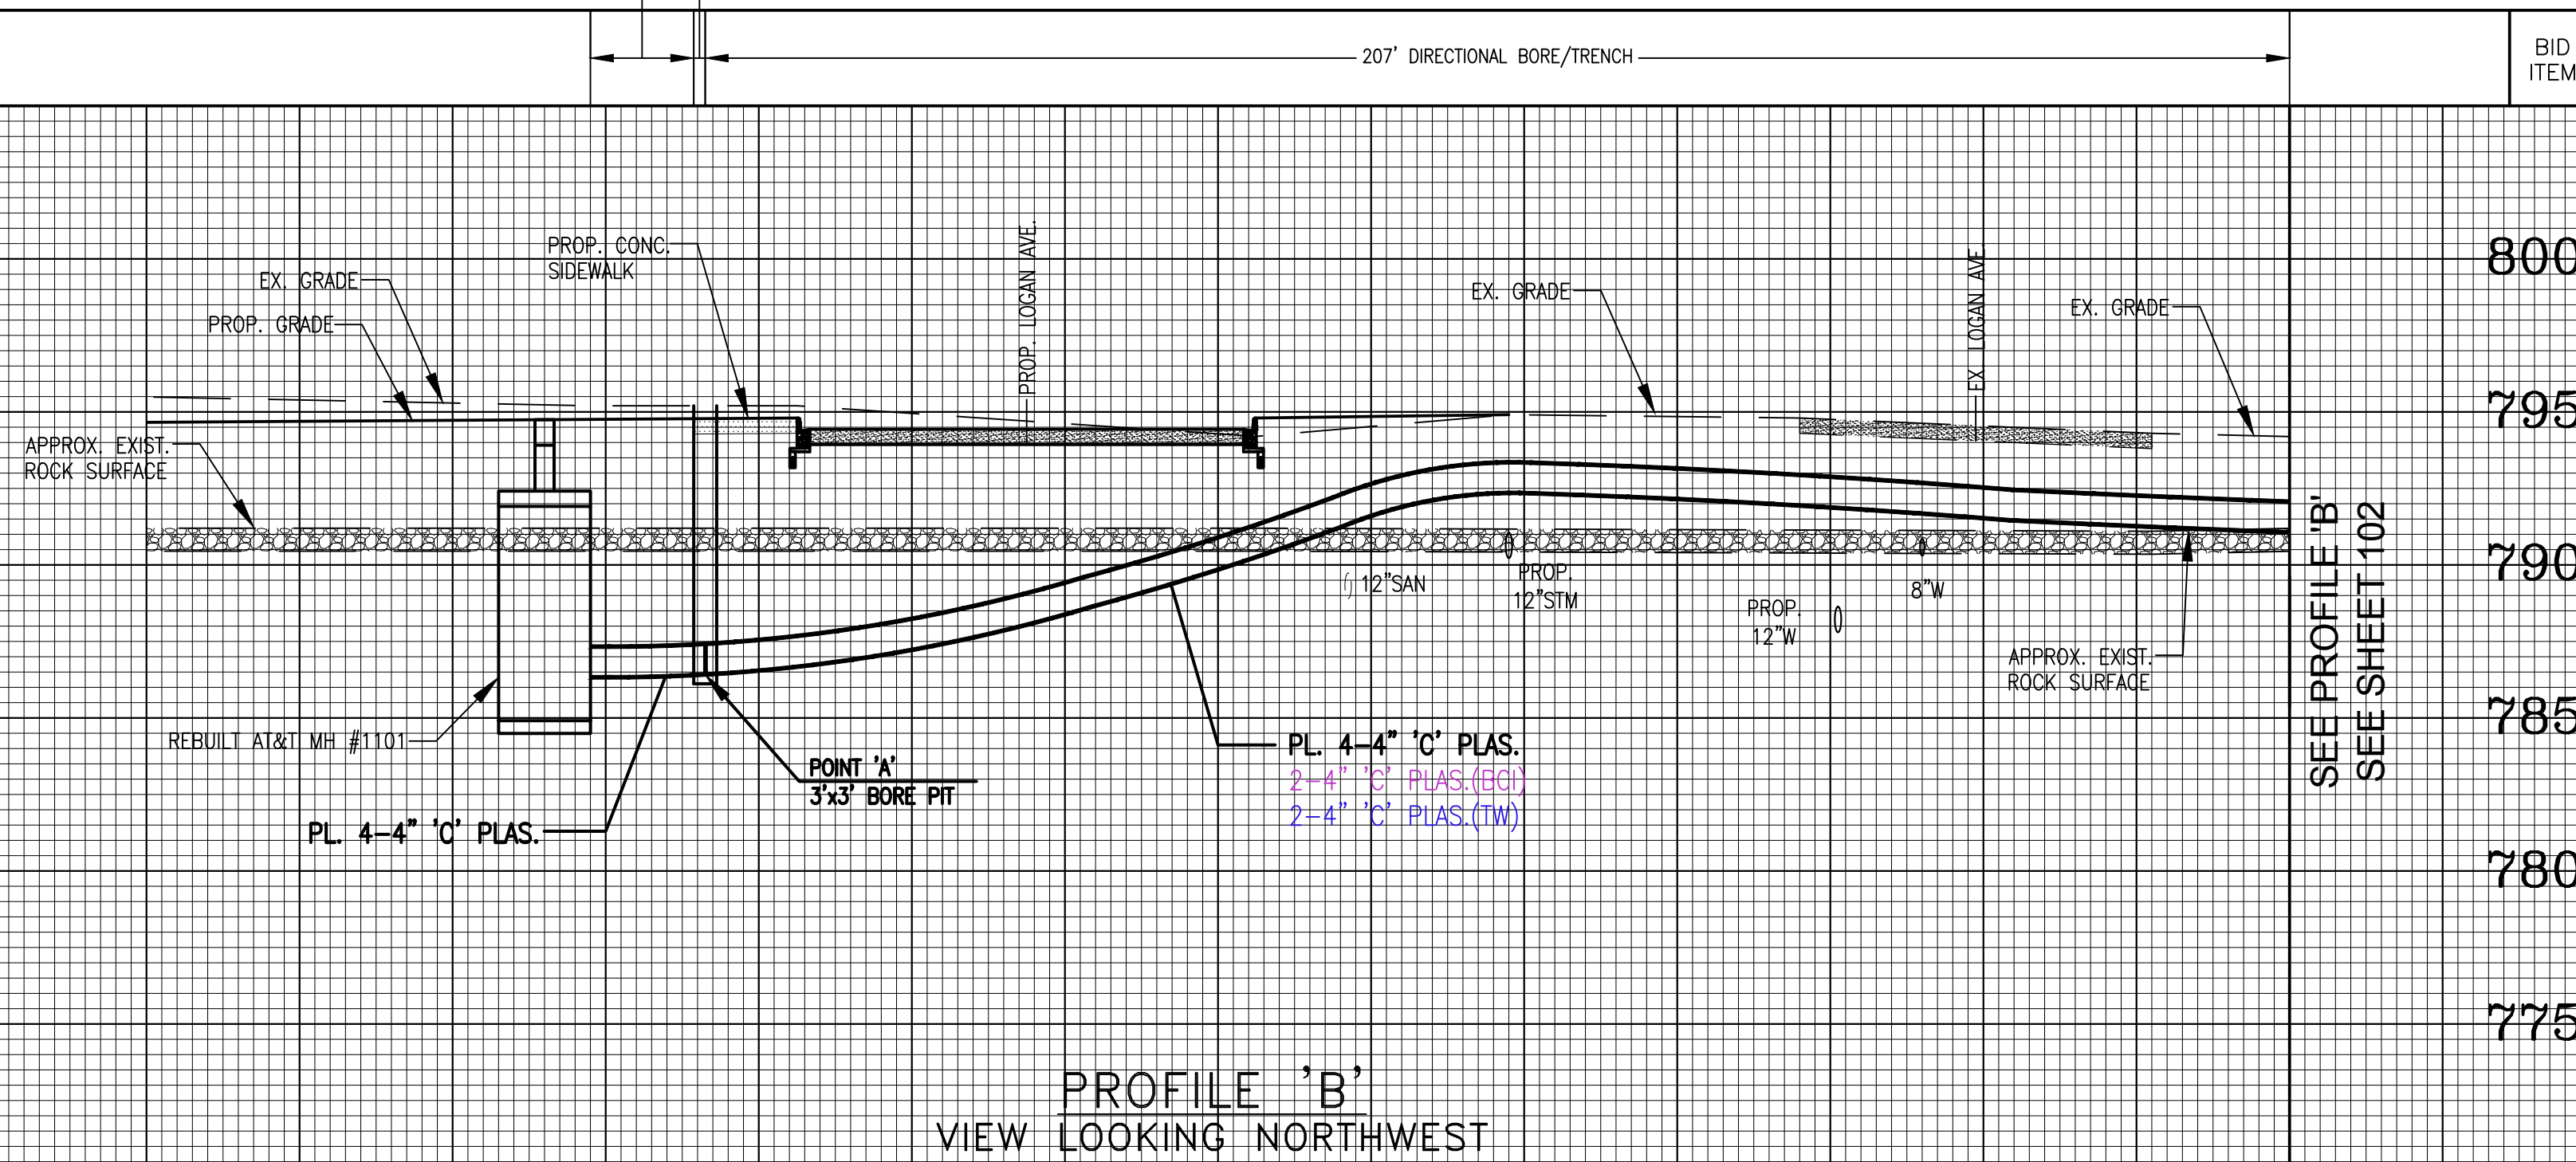 207' DIRECTIONAL BORE/TRENCH
BID
ITEM
800
795
790
785
780
775
PROP. CONC.
SIDEWALK
EX. GRADE
PROP. GRADE
APPROX. EXIST.
ROCK SURFACE
PROP. LOGAN AVE.
EX. GRADE
EX LOGAN AVE
EX. GRADE
12"SAN
PROP.
12"STM
PROP.
12"W
8"W
APPROX. EXIST.
ROCK SURFACE
SEE PROFILE 'B'
SEE SHEET 102
REBUILT AT&T MH #1101
POINT 'A'
3'x3' BORE PIT
PL. 4-4" 'C' PLAS.
PL. 4-4" 'C' PLAS.
2-4" 'C' PLAS.(BCI)
2-4" 'C' PLAS.(TW)
PROFILE 'B'
VIEW LOOKING NORTHWEST